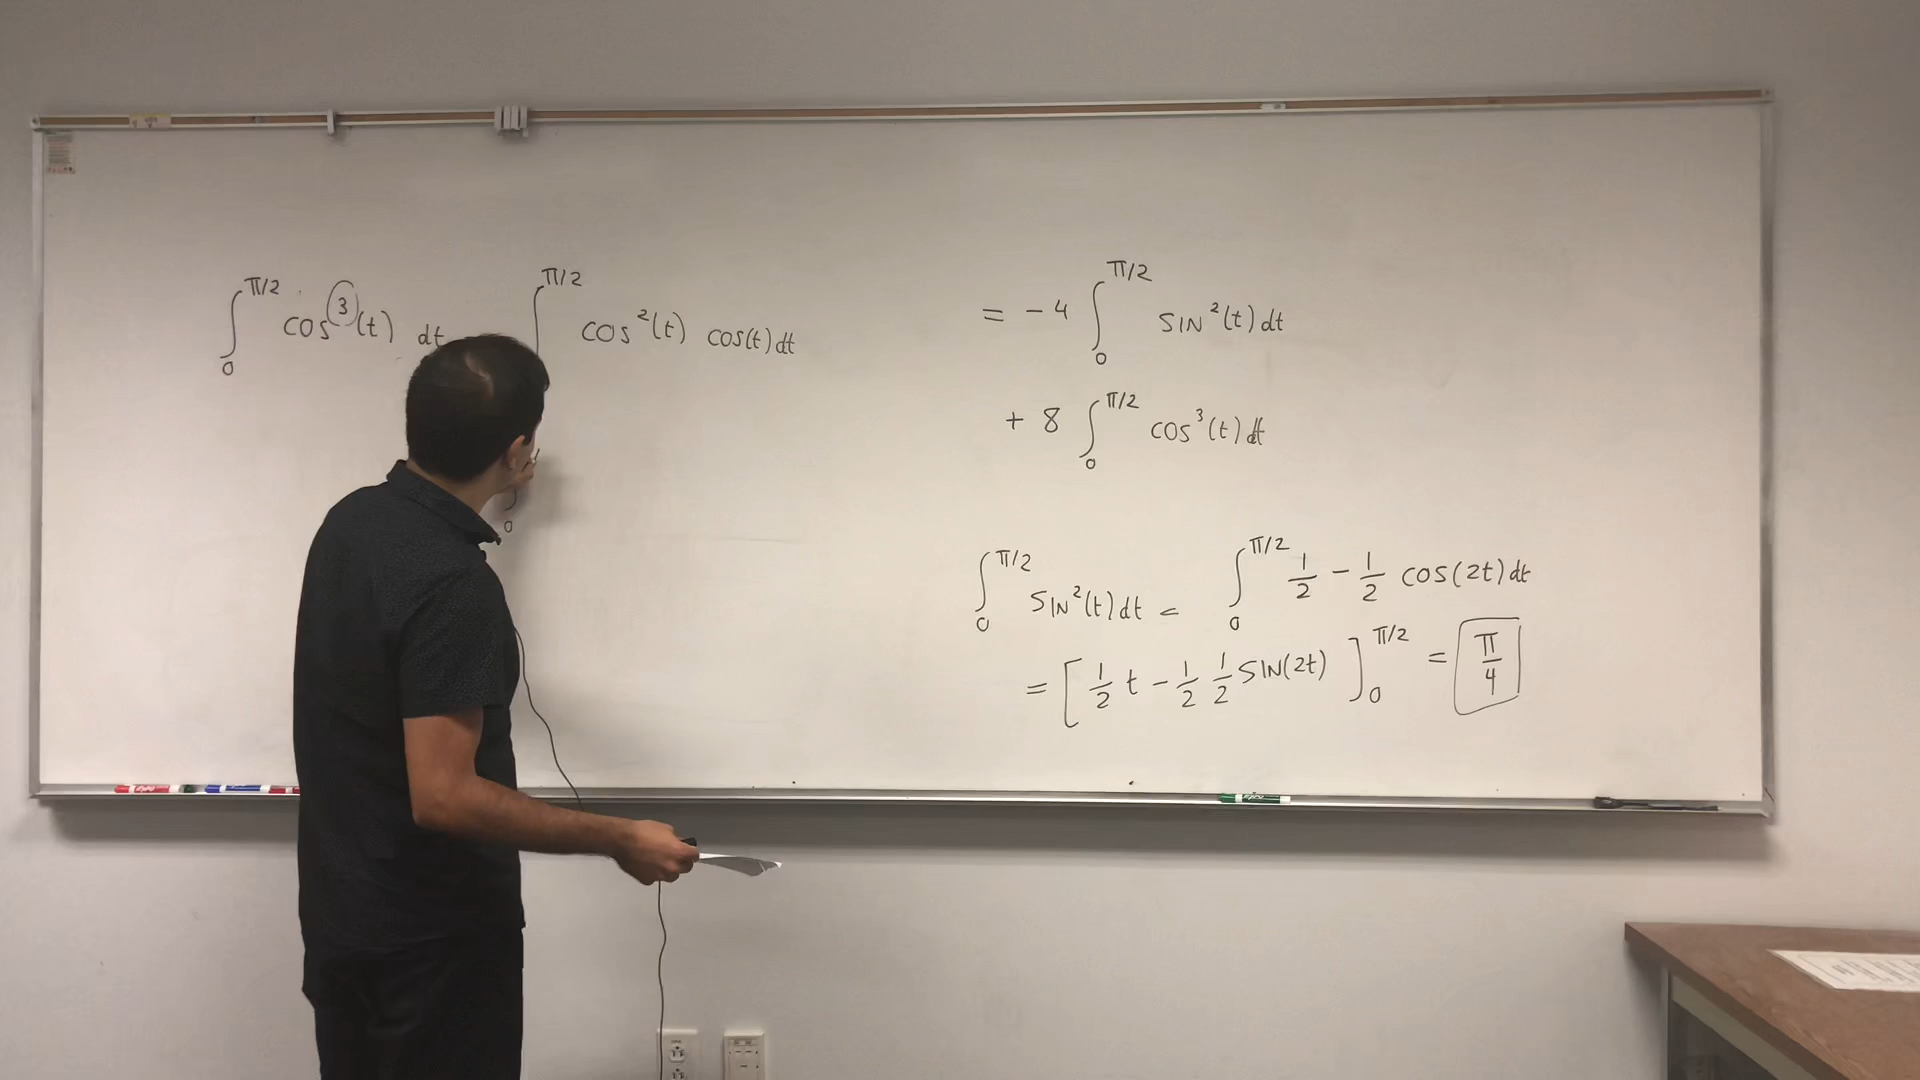 ∫₀^{π/2} cos³(t) dt ∫^{π/2} cos²(t) cos(t) dt
∫₀
= -4 ∫₀^{π/2} SIN²(t) dt
+ 8 ∫₀^{π/2} cos³(t) dt
∫₀^{π/2} SIN²(t) dt = ∫₀^{π/2} 1/2 - 1/2 cos(2t) dt
= [1/2 t - 1/2 1/2 SIN(2t)]₀^{π/2} = π/4